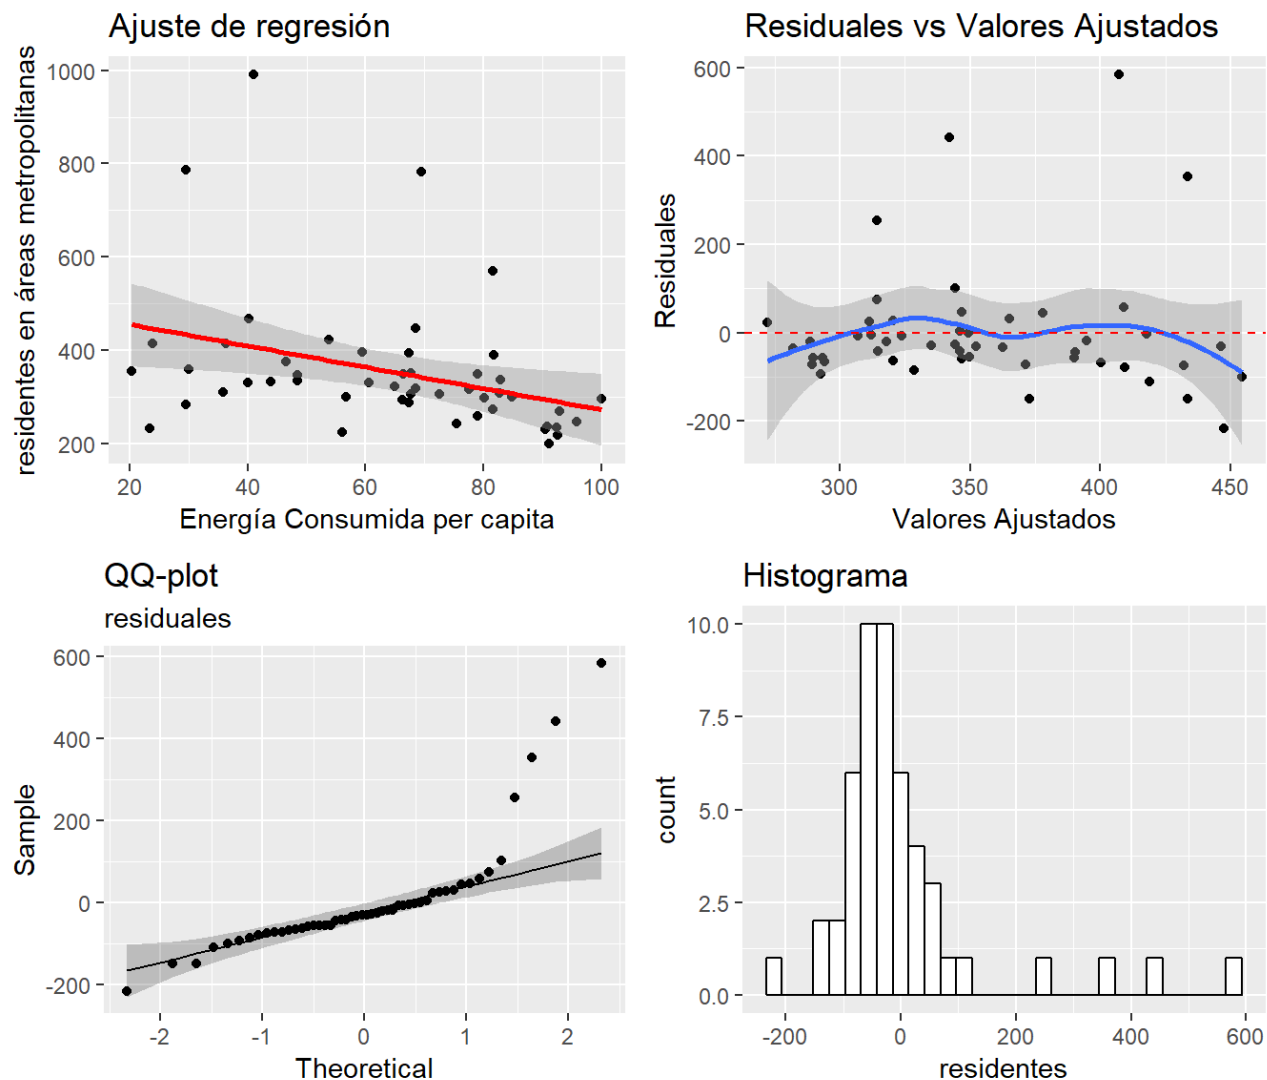 Ajuste de regresión
residentes en áreas metropolitanas
1000
800
600
400
200
20 40 60 80 100
Energía Consumida per capita
Residuales vs Valores Ajustados
Residuales
600
400
200
0
-200
300 350 400 450
Valores Ajustados
QQ-plot
residuales
Sample
600
400
200
0
-200
-2 -1 0 1 2
Theoretical
Histograma
count
10.0
7.5
5.0
2.5
0.0
-200 0 200 400 600
residentes